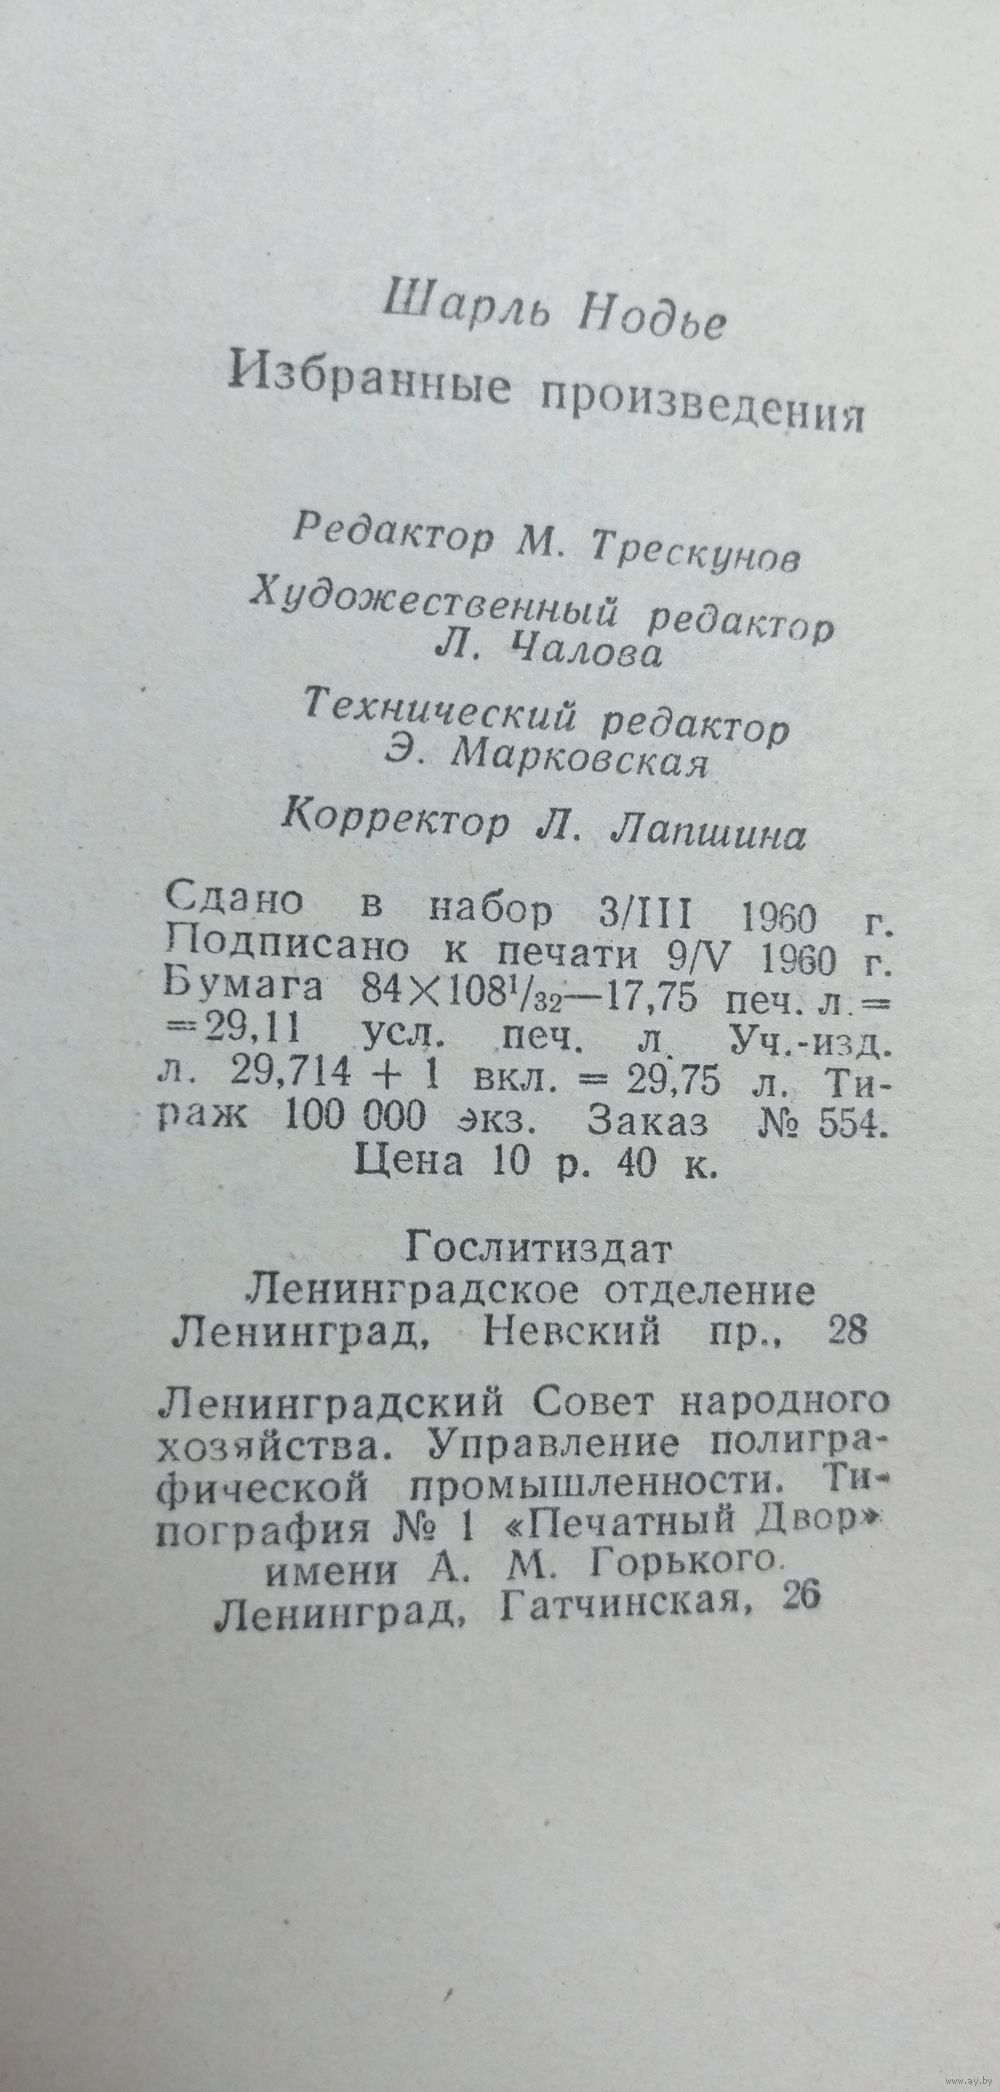 Шарль Нодье
Избранные произведения
Редактор М. Трескунов
Художественный редактор
Л. Чалова
Технический редактор
Э. Марковская
Корректор Л. Лапшина
Сдано в набор 3/III 1960 г.
Подписано к печати 9/V 1960 г.
Бумага 84×108¹/₃₂—17,75 печ. л.=
=29,11 усл. печ. л. Уч.-изд.
л. 29,714 + 1 вкл. = 29,75 л. Ти-
раж 100 000 экз. Заказ № 554.
Цена 10 р. 40 к.
Гослитиздат
Ленинградское отделение
Ленинград, Невский пр., 28
Ленинградский Совет народного
хозяйства. Управление полигра-
фической промышленности. Ти-
пография № 1 «Печатный Двор»
имени А. М. Горького.
Ленинград, Гатчинская, 26
www.ay.by